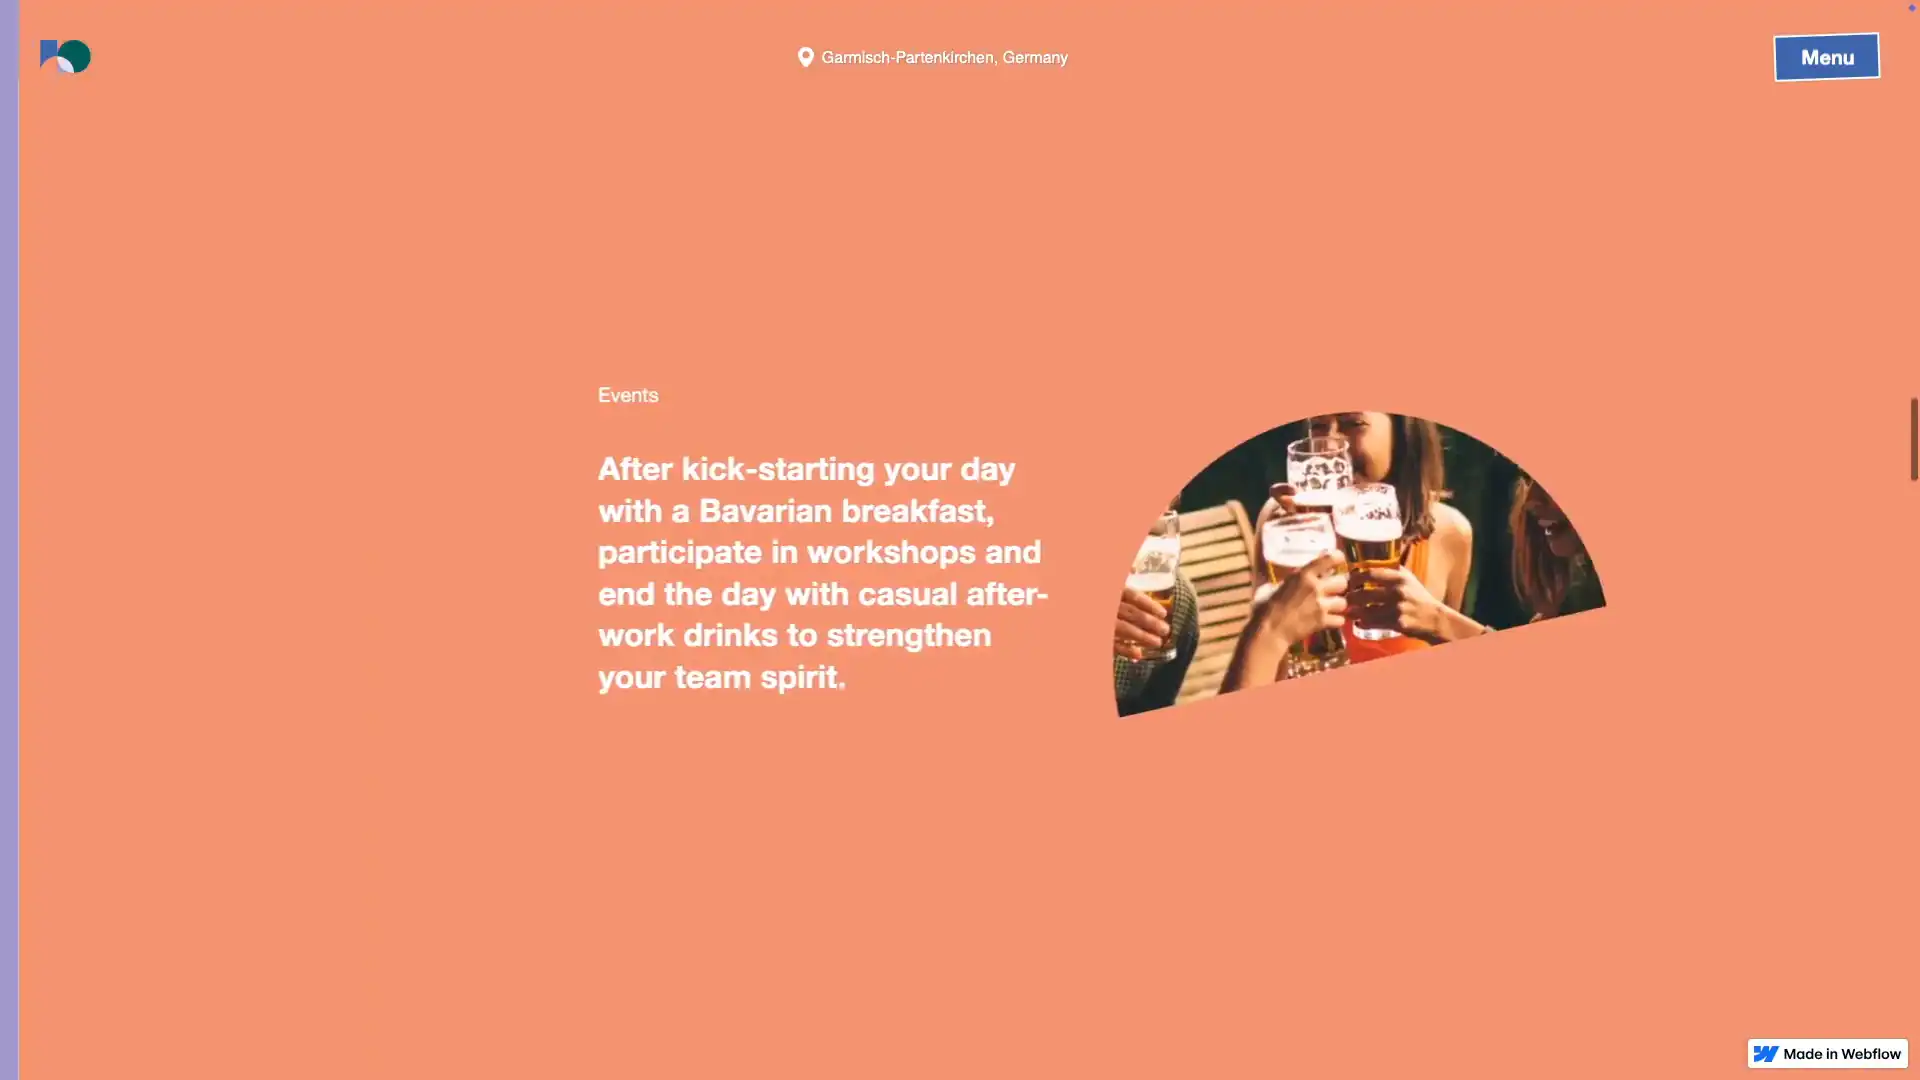 Garmisch-Partenkirchen, Germany
Menu
Events
After kick-starting your day
with a Bavarian breakfast,
participate in workshops and
end the day with casual after-
work drinks to strengthen
your team spirit.
Made in Webflow